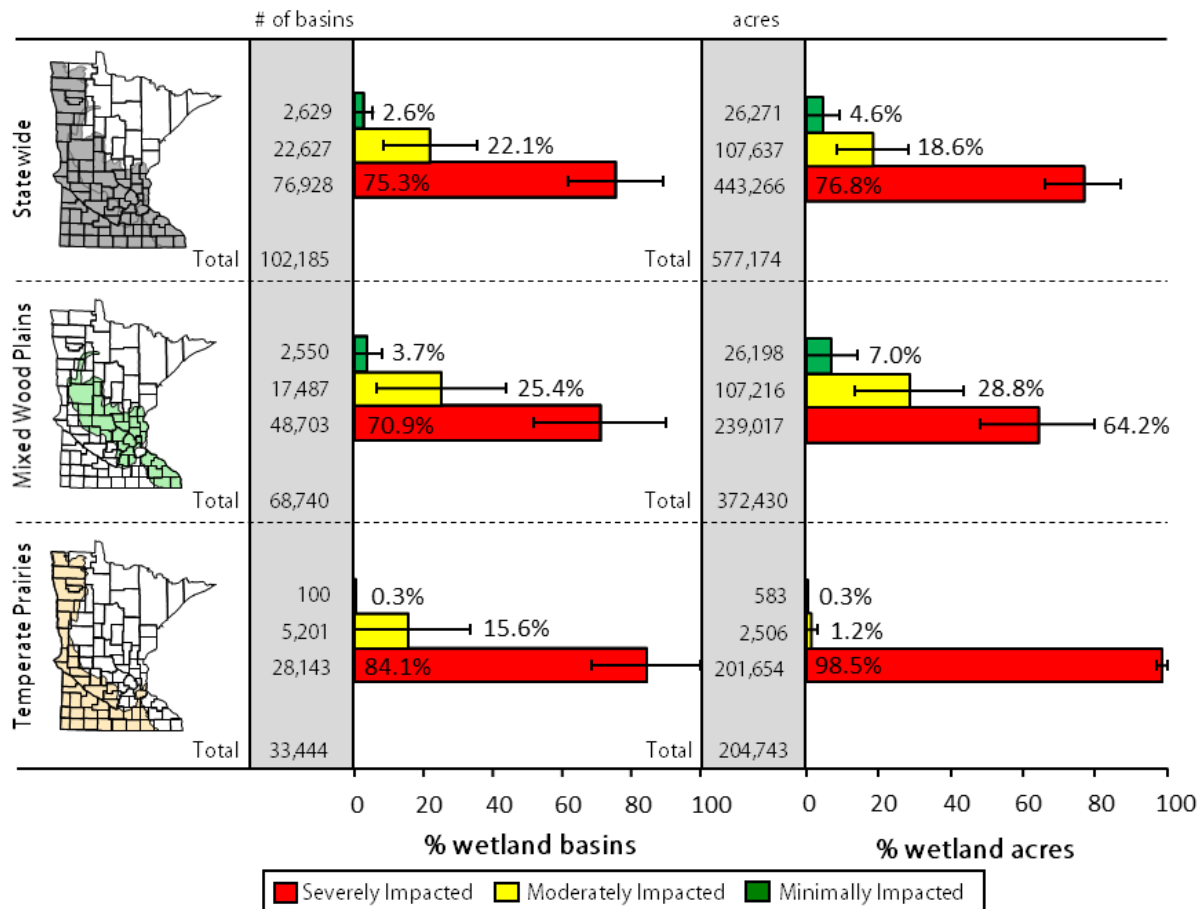 # of basins acres
Statewide
2,629 2.6% 26,271 4.6%
22,627 22.1% 107,637 18.6%
76,928 75.3% 443,266 76.8%
Total 102,185 Total 577,174
Mixed Wood Plains
2,550 3.7% 26,198 7.0%
17,487 25.4% 107,216 28.8%
48,703 70.9% 239,017 64.2%
Total 68,740 Total 372,430
Temperate Prairies
100 0.3% 583 0.3%
5,201 15.6% 2,506 1.2%
28,143 84.1% 201,654 98.5%
Total 33,444 Total 204,743
0 20 40 60 80 100 0 20 40 60 80 100
% wetland basins % wetland acres
Severely Impacted Moderately Impacted Minimally Impacted